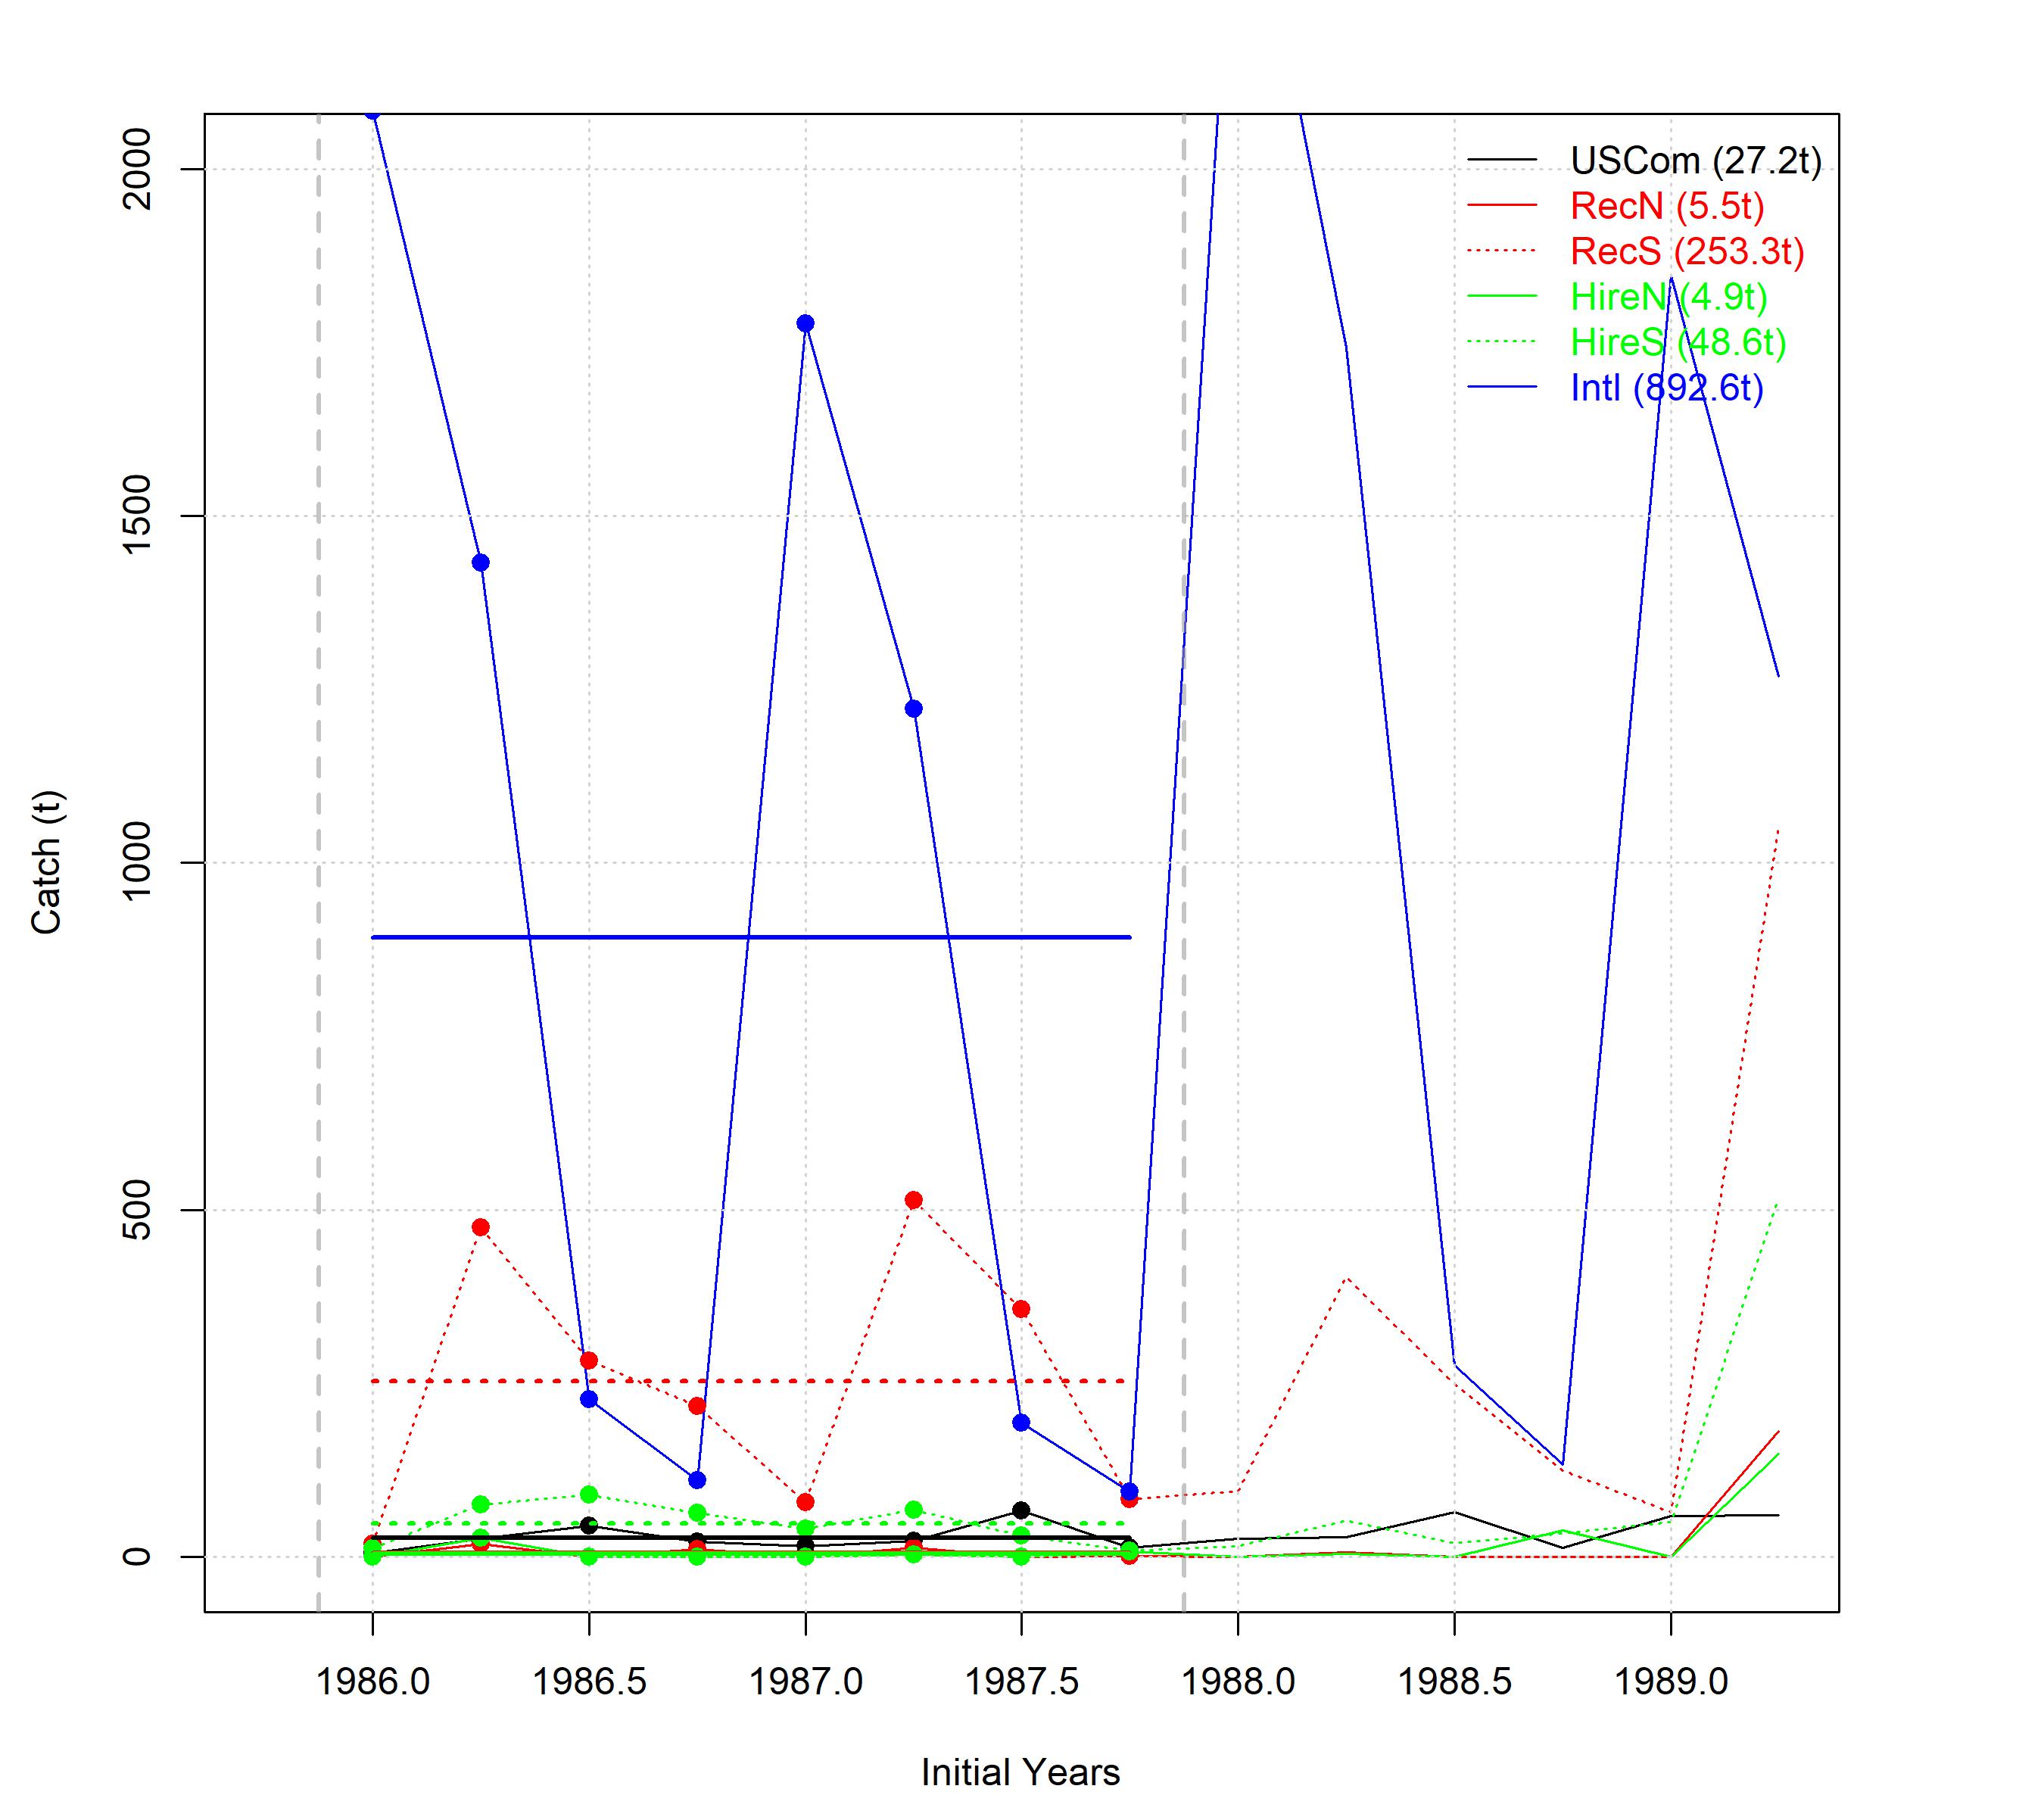 2000
1500
1000
500
0
Catch (t)
USCom (27.2t)
RecN (5.5t)
RecS (253.3t)
HireN (4.9t)
HireS (48.6t)
Intl (892.6t)
1986.0 1986.5 1987.0 1987.5 1988.0 1988.5 1989.0
Initial Years